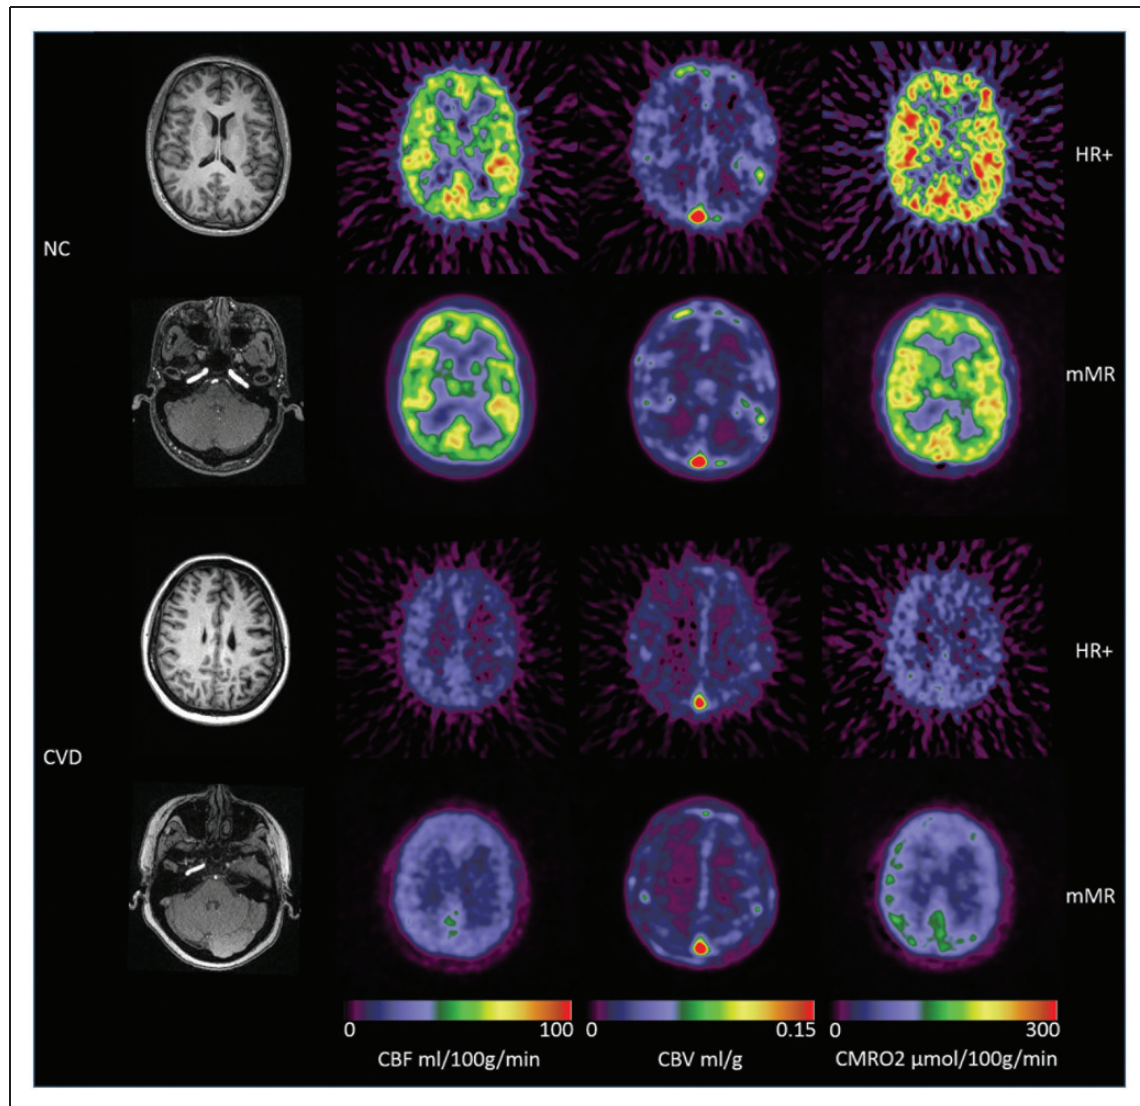 HR+
NC
mMR
HR+
CVD
mMR
0 100 0 0.15 0 300
CBF ml/100g/min CBV ml/g CMRO2 µmol/100g/min